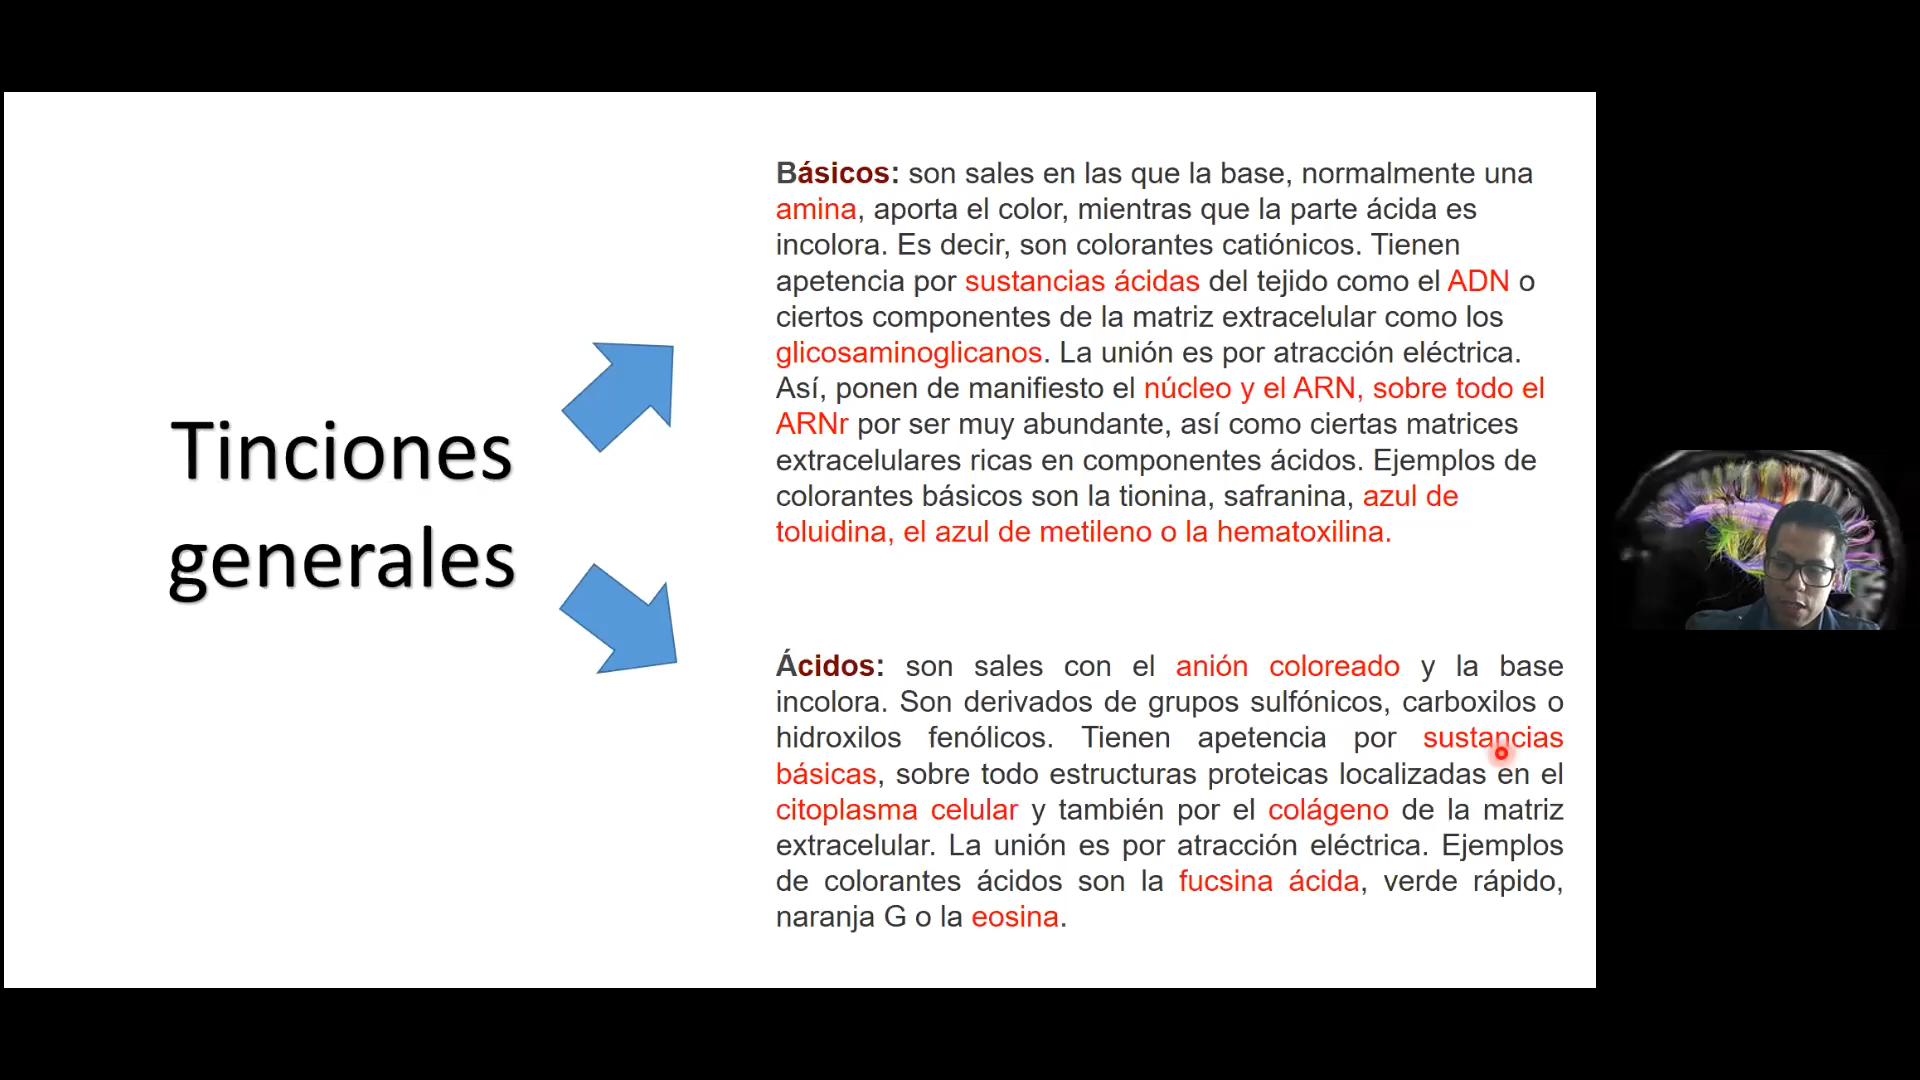 Tinciones
generales
Básicos: son sales en las que la base, normalmente una
amina, aporta el color, mientras que la parte ácida es
incolora. Es decir, son colorantes catiónicos. Tienen
apetencia por sustancias ácidas del tejido como el ADN o
ciertos componentes de la matriz extracelular como los
glicosaminoglicanos. La unión es por atracción eléctrica.
Así, ponen de manifiesto el núcleo y el ARN, sobre todo el
ARNr por ser muy abundante, así como ciertas matrices
extracelulares ricas en componentes ácidos. Ejemplos de
colorantes básicos son la tionina, safranina, azul de
toluidina, el azul de metileno o la hematoxilina.
Ácidos: son sales con el anión coloreado y la base
incolora. Son derivados de grupos sulfónicos, carboxilos o
hidroxilos fenólicos. Tienen apetencia por sustancias
básicas, sobre todo estructuras proteicas localizadas en el
citoplasma celular y también por el colágeno de la matriz
extracelular. La unión es por atracción eléctrica. Ejemplos
de colorantes ácidos son la fucsina ácida, verde rápido,
naranja G o la eosina.